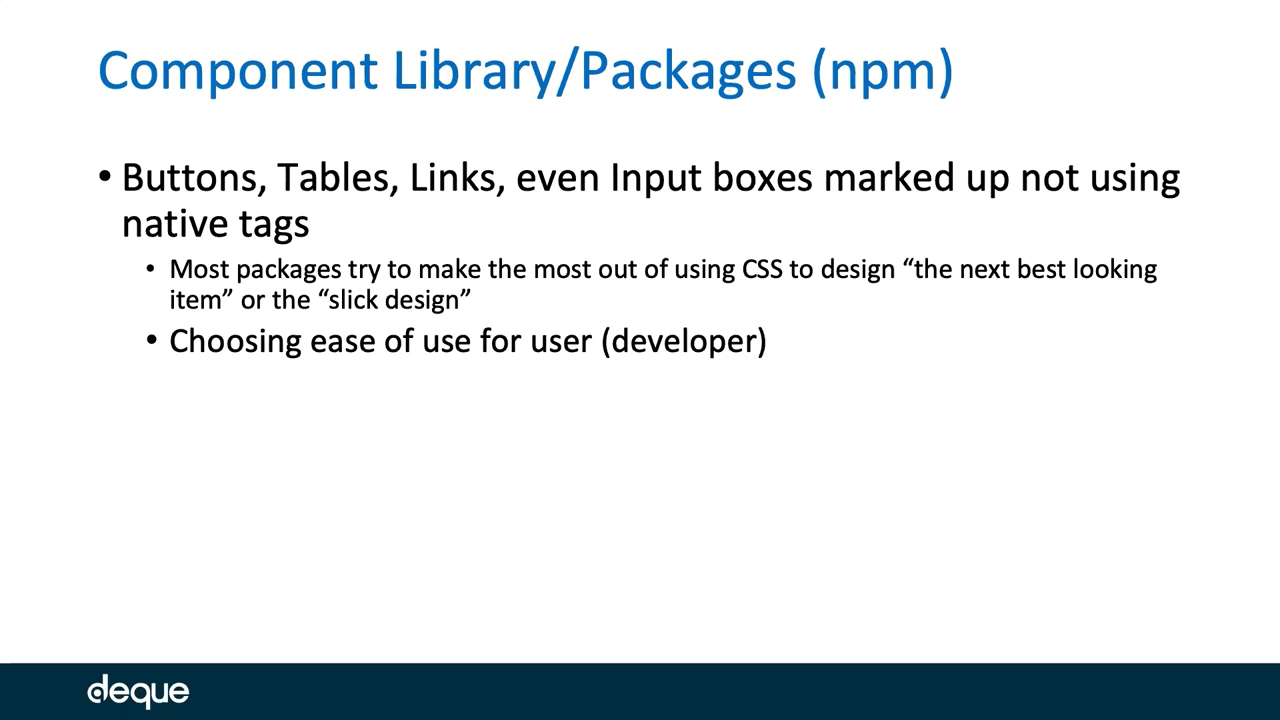 Component Library/Packages (npm)
• Buttons, Tables, Links, even Input boxes marked up not using
native tags
• Most packages try to make the most out of using CSS to design “the next best looking
item” or the “slick design”
• Choosing ease of use for user (developer)
deque